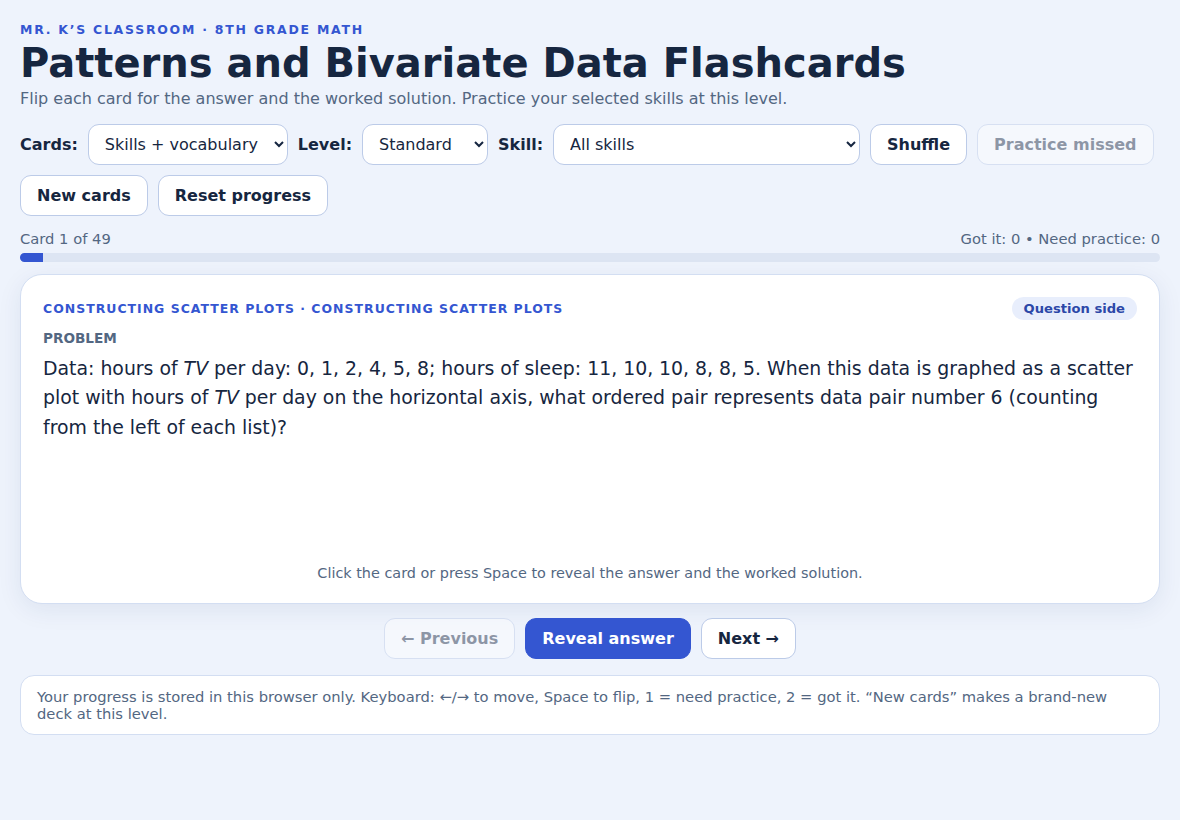 MR. K’S CLASSROOM · 8TH GRADE MATH
Patterns and Bivariate Data Flashcards
Flip each card for the answer and the worked solution. Practice your selected skills at this level.
Cards: Skills + vocabulary Level: Standard Skill: All skills Shuffle Practice missed
New cards Reset progress
Card 1 of 49 Got it: 0 • Need practice: 0
CONSTRUCTING SCATTER PLOTS · CONSTRUCTING SCATTER PLOTS Question side
PROBLEM
Data: hours of TV per day: 0, 1, 2, 4, 5, 8; hours of sleep: 11, 10, 10, 8, 8, 5. When this data is graphed as a scatter
plot with hours of TV per day on the horizontal axis, what ordered pair represents data pair number 6 (counting
from the left of each list)?
Click the card or press Space to reveal the answer and the worked solution.
← Previous Reveal answer Next →
Your progress is stored in this browser only. Keyboard: ←/→ to move, Space to flip, 1 = need practice, 2 = got it. “New cards” makes a brand-new
deck at this level.